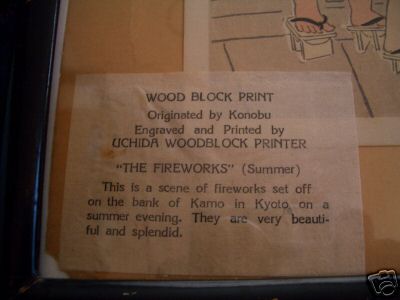 WOOD BLOCK PRINT
Originated by Konobu
Engraved and Printed by
UCHIDA WOODBLOCK PRINTER
"THE FIREWORKS" (Summer)
This is a scene of fireworks set off
on the bank of Kamo in Kyoto on a
summer evening. They are very beauti-
ful and splendid.